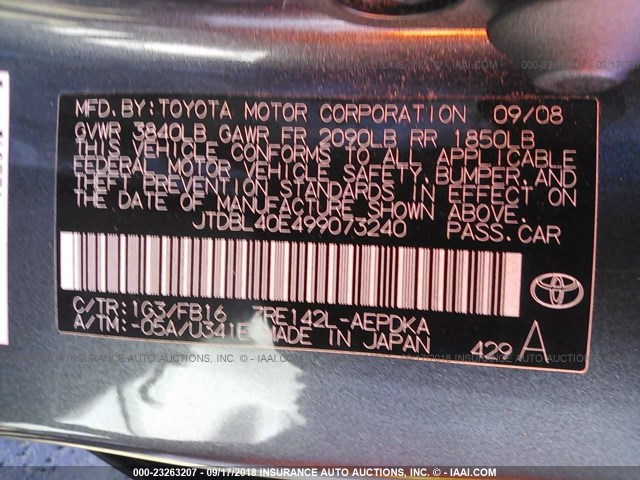 MFD.BY:TOYOTA MOTOR CORPORATION 09/08
GVWR 3840LB GAWR FR 2090LB RR 1850LB
THIS VEHICLE CONFORMS TO ALL APPLICABLE
FEDERAL MOTOR VEHICLE SAFETY, BUMPER, AND
THEFT PREVENTION STANDARDS IN EFFECT ON
THE DATE OF MANUFACTURE SHOWN ABOVE.
JTDBL40E499073240 PASS.CAR
C/TR:1G3/FB16 ZRE142L-AEPDKA
A/TM:-05A/U341E MADE IN JAPAN 429 A
TOYOTA
000-23263207 - 09/17/2018 INSURANCE AUTO AUCTIONS - © - IAAI.COM